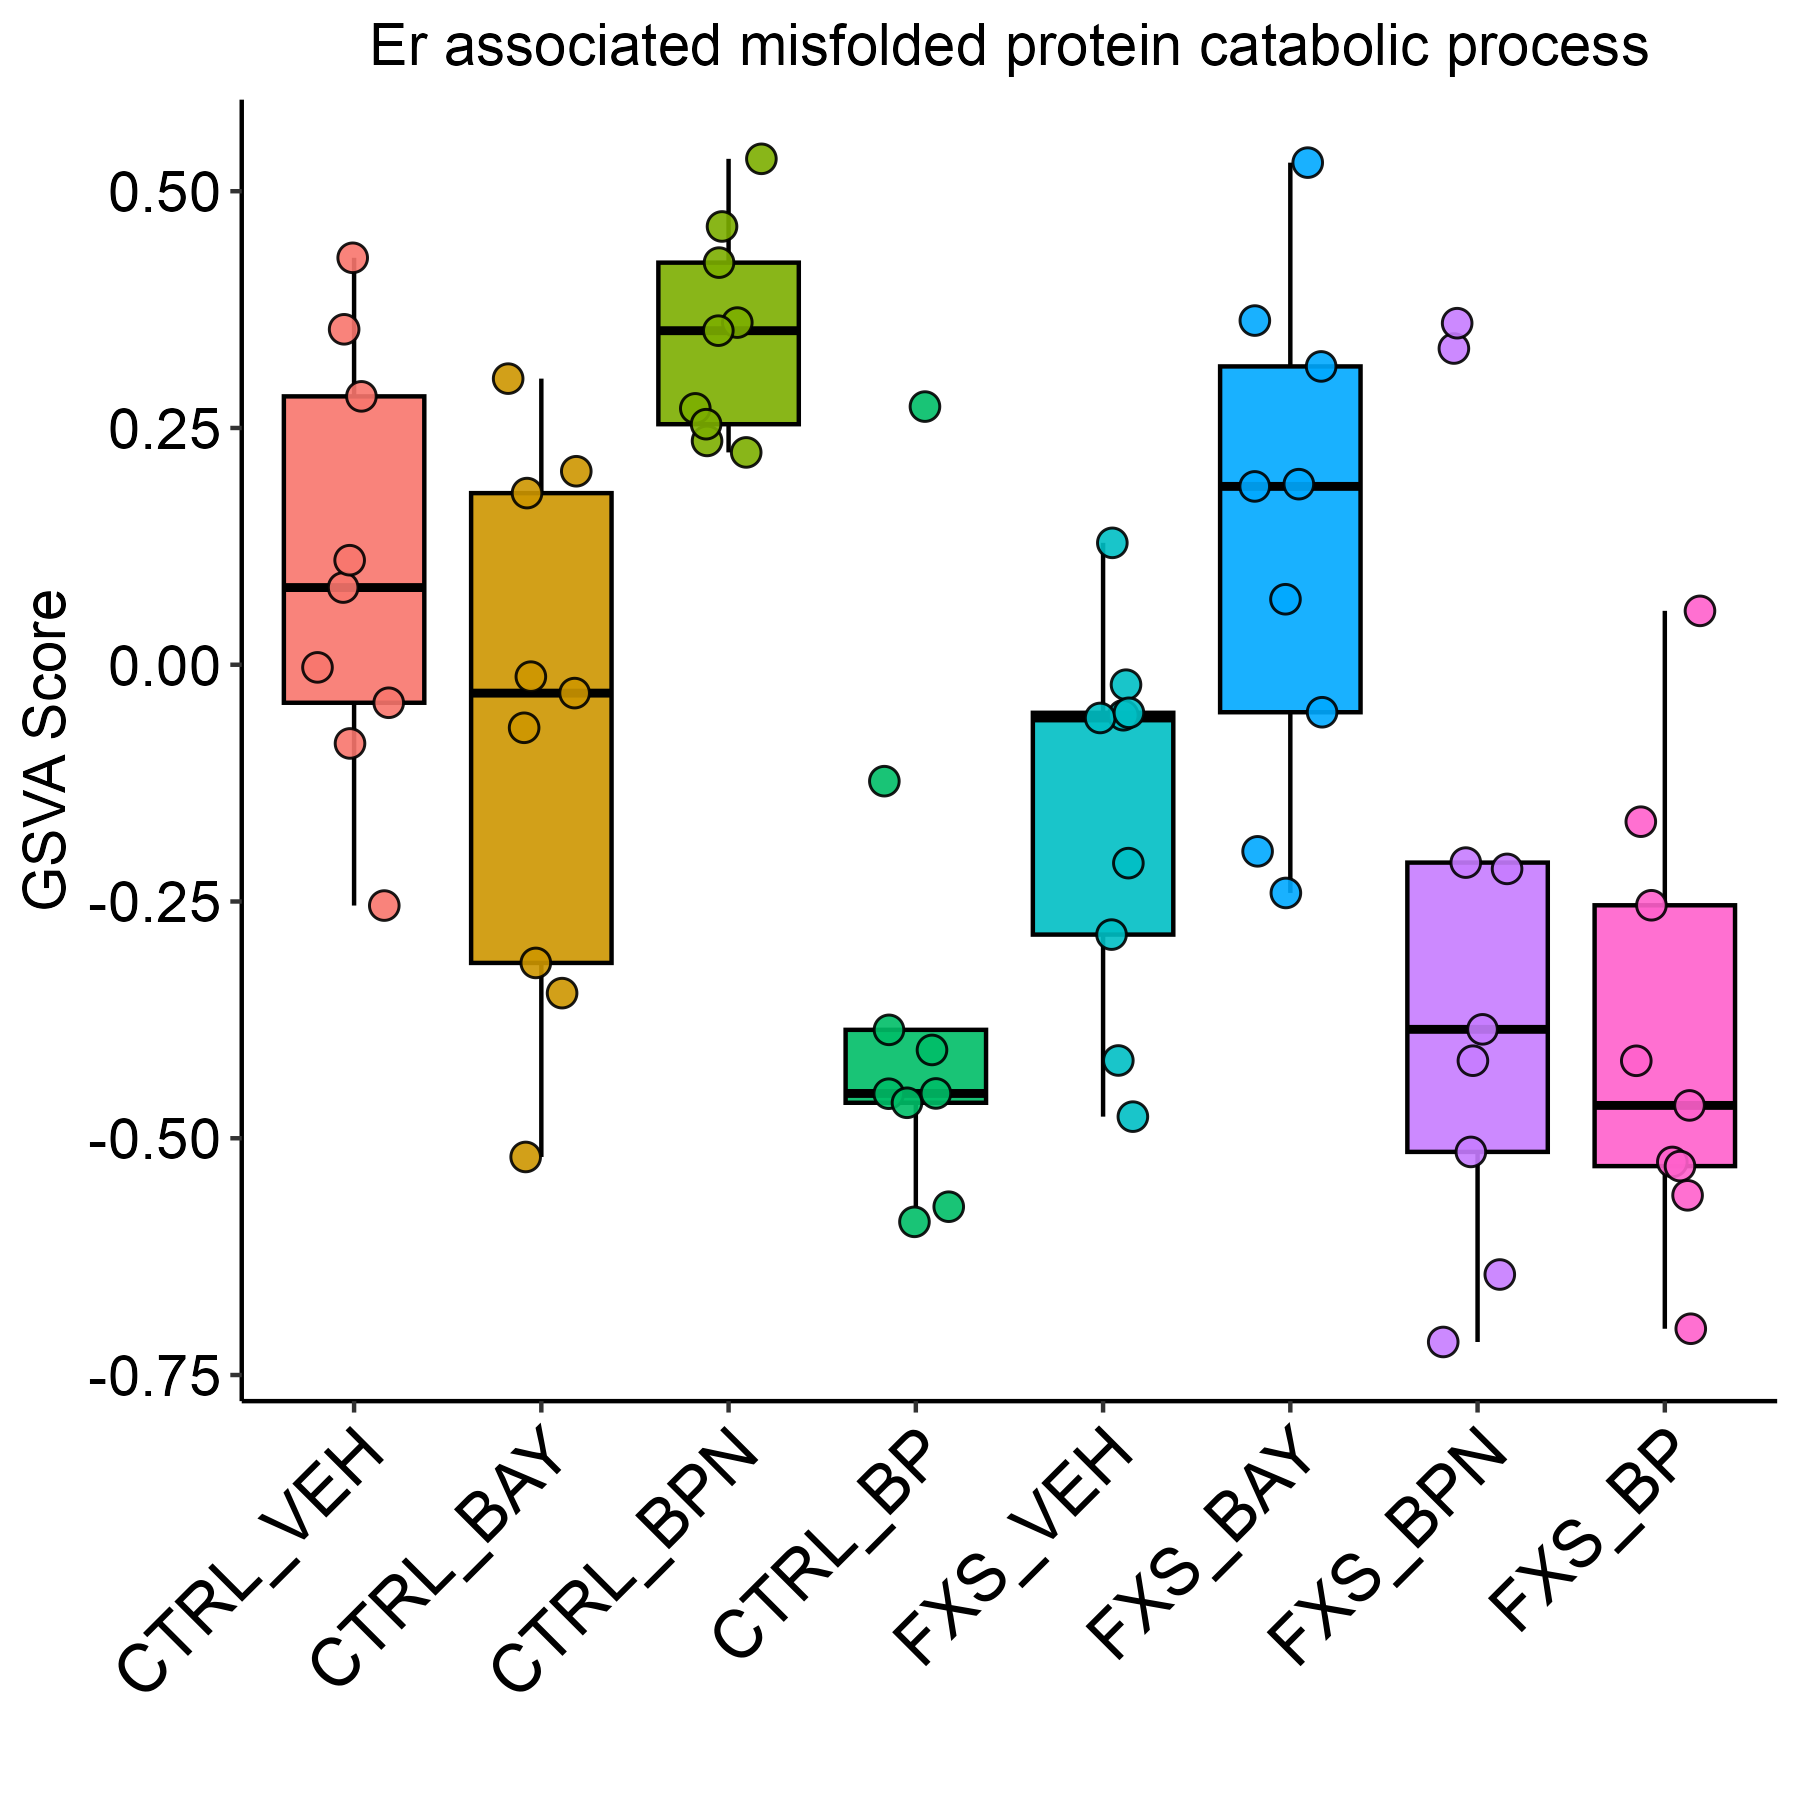 Er associated misfolded protein catabolic process
GSVA Score
0.50
0.25
0.00
-0.25
-0.50
-0.75
CTRL_VEH
CTRL_BAY
CTRL_BPN
CTRL_BP
FXS_VEH
FXS_BAY
FXS_BPN
FXS_BP